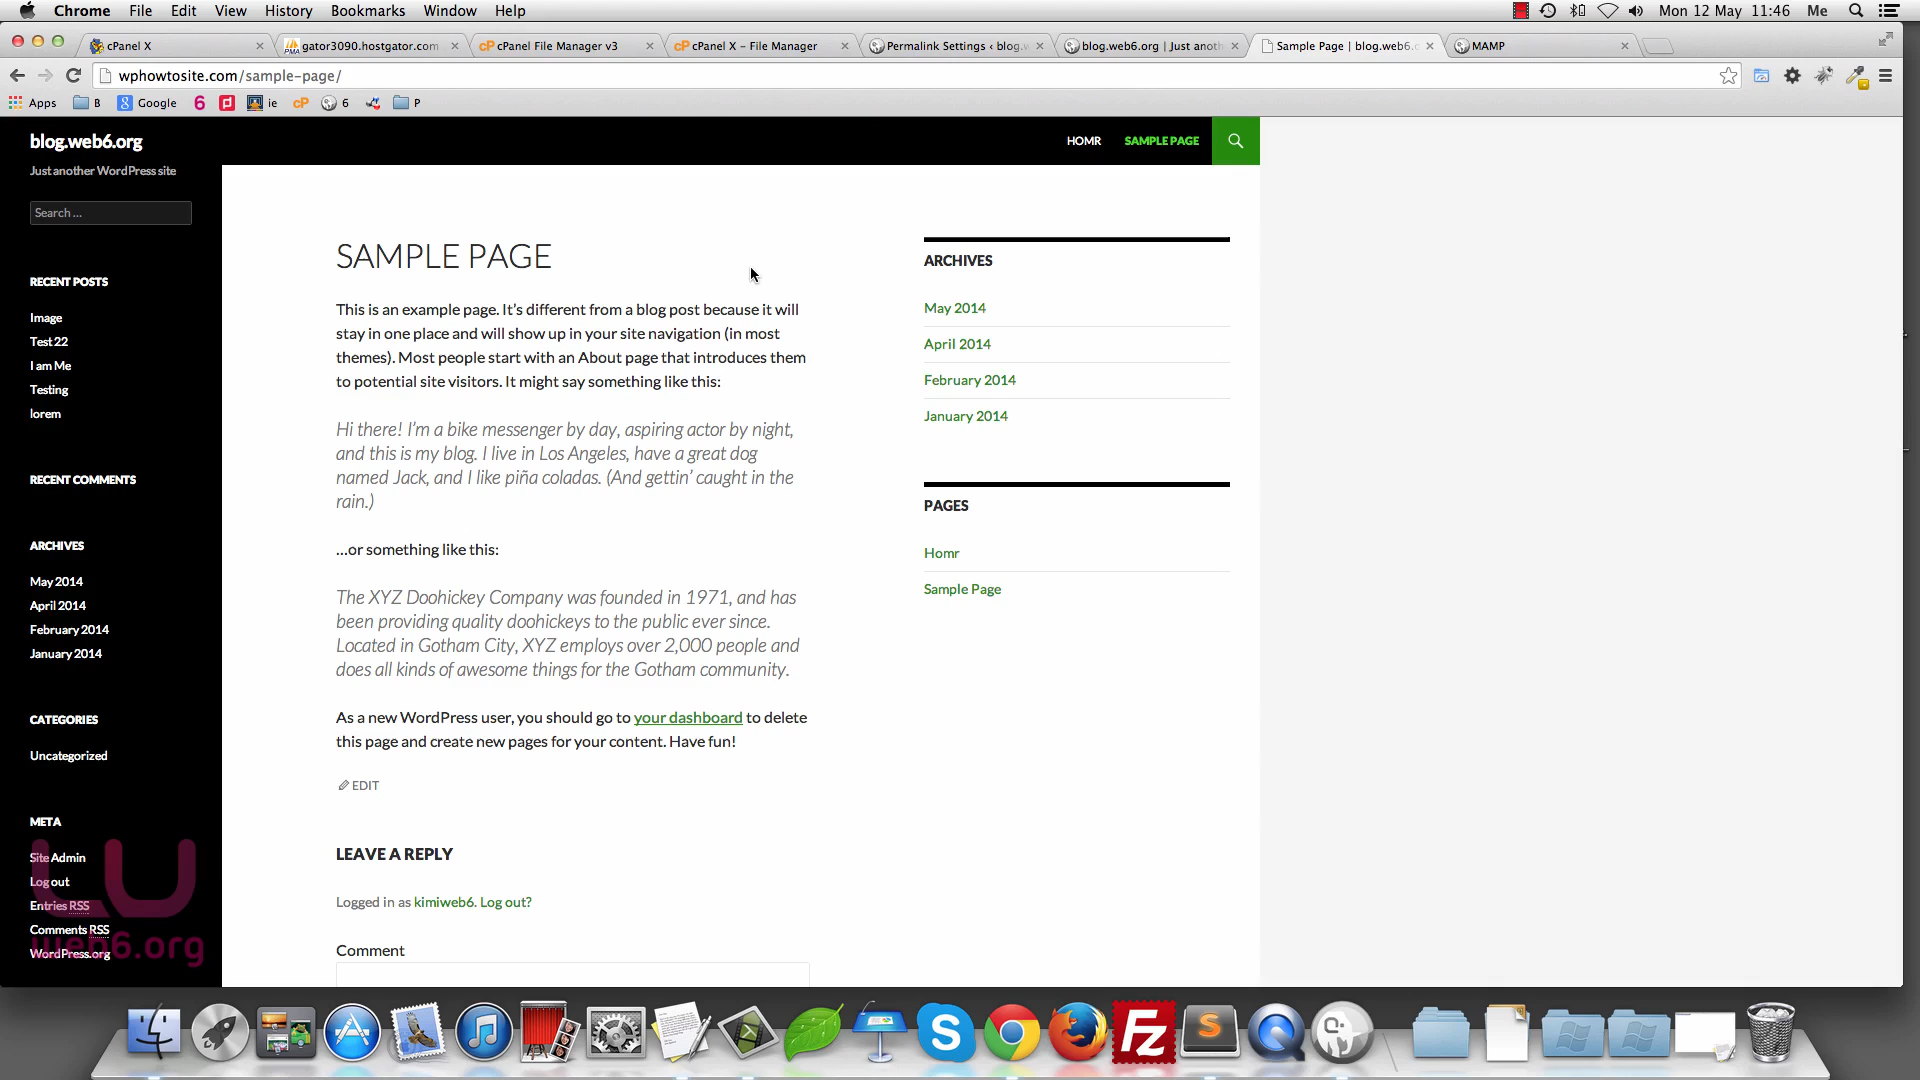 Chrome File Edit View History Bookmarks Window Help Mon 12 May 11:46 Me
cPanel X
gator3090.hostgator.com
cPanel File Manager v3
cPanel X – File Manager
Permalink Settings ‹ blog.w
blog.web6.org | Just anoth
Sample Page | blog.web6.o
MAMP
wphowtosite.com/sample-page/
Apps B Google 6 ie cP 6 P
blog.web6.org
Just another WordPress site
Search ...
HOMR SAMPLE PAGE
RECENT POSTS
Image
Test 22
I am Me
Testing
lorem
RECENT COMMENTS
ARCHIVES
May 2014
April 2014
February 2014
January 2014
CATEGORIES
Uncategorized
META
Site Admin
Log out
Entries RSS
Comments RSS
WordPress.org
web6.org
SAMPLE PAGE
This is an example page. It’s different from a blog post because it will
stay in one place and will show up in your site navigation (in most
themes). Most people start with an About page that introduces them
to potential site visitors. It might say something like this:
Hi there! I’m a bike messenger by day, aspiring actor by night,
and this is my blog. I live in Los Angeles, have a great dog
named Jack, and I like piña coladas. (And gettin’ caught in the
rain.)
...or something like this:
The XYZ Doohickey Company was founded in 1971, and has
been providing quality doohickeys to the public ever since.
Located in Gotham City, XYZ employs over 2,000 people and
does all kinds of awesome things for the Gotham community.
As a new WordPress user, you should go to your dashboard to delete
this page and create new pages for your content. Have fun!
EDIT
LEAVE A REPLY
Logged in as kimiweb6. Log out?
Comment
ARCHIVES
May 2014
April 2014
February 2014
January 2014
PAGES
Homr
Sample Page